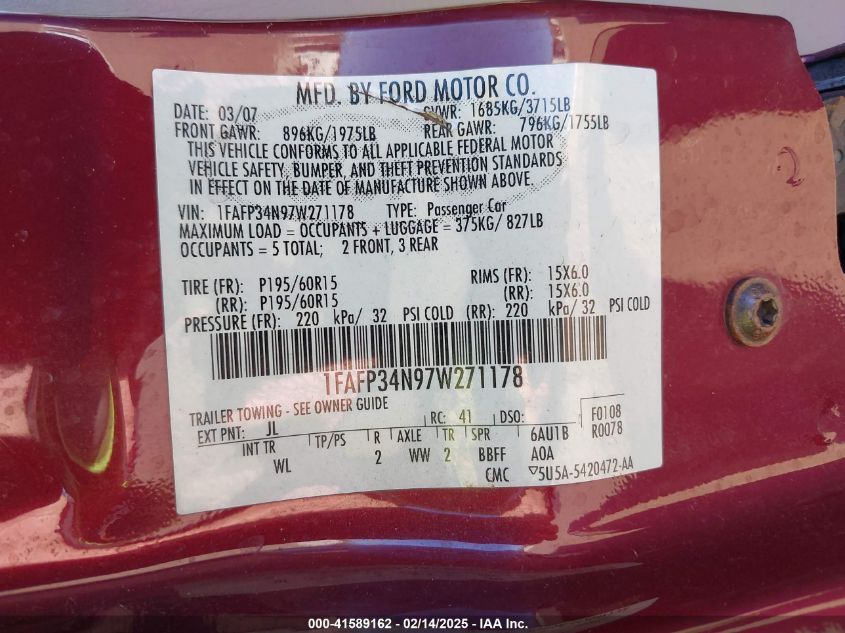 MFD. BY FORD MOTOR CO.
DATE: 03/07 GVWR: 1685KG/3715LB
FRONT GAWR: 896KG/1975LB REAR GAWR: 796KG/1755LB
THIS VEHICLE CONFORMS TO ALL APPLICABLE FEDERAL MOTOR
VEHICLE SAFETY, BUMPER, AND THEFT PREVENTION STANDARDS
IN EFFECT ON THE DATE OF MANUFACTURE SHOWN ABOVE.
VIN: 1FAFP34N97W271178 TYPE: Passenger Car
MAXIMUM LOAD = OCCUPANTS + LUGGAGE = 375KG/ 827LB
OCCUPANTS = 5 TOTAL; 2 FRONT, 3 REAR
TIRE (FR): P195/60R15 RIMS (FR): 15X6.0
(RR): P195/60R15 (RR): 15X6.0
PRESSURE (FR): 220 kPa/ 32 PSI COLD (RR): 220 kPa/ 32 PSI COLD
1FAFP34N97W271178
TRAILER TOWING - SEE OWNER GUIDE
EXT PNT: JL RC: 41 DSO: F0108
INT TR TP/PS R AXLE TR SPR 6AU1B R0078
WL 2 WW 2 BBFF AOA
CMC ▽5U5A-5420472-AA
000-41589162 - 02/14/2025 - IAA Inc.